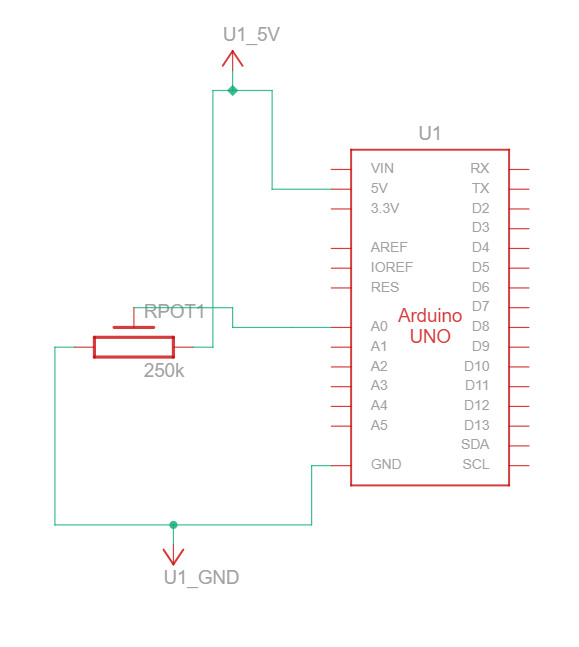 U1_5V
U1
VIN RX
5V TX
3.3V D2
D3
AREF D4
IOREF D5
RES D6
D7
RPOT1
Arduino
UNO
A0 D8
A1 D9
250k
A2 D10
A3 D11
A4 D12
A5 D13
SDA
GND SCL
U1_GND